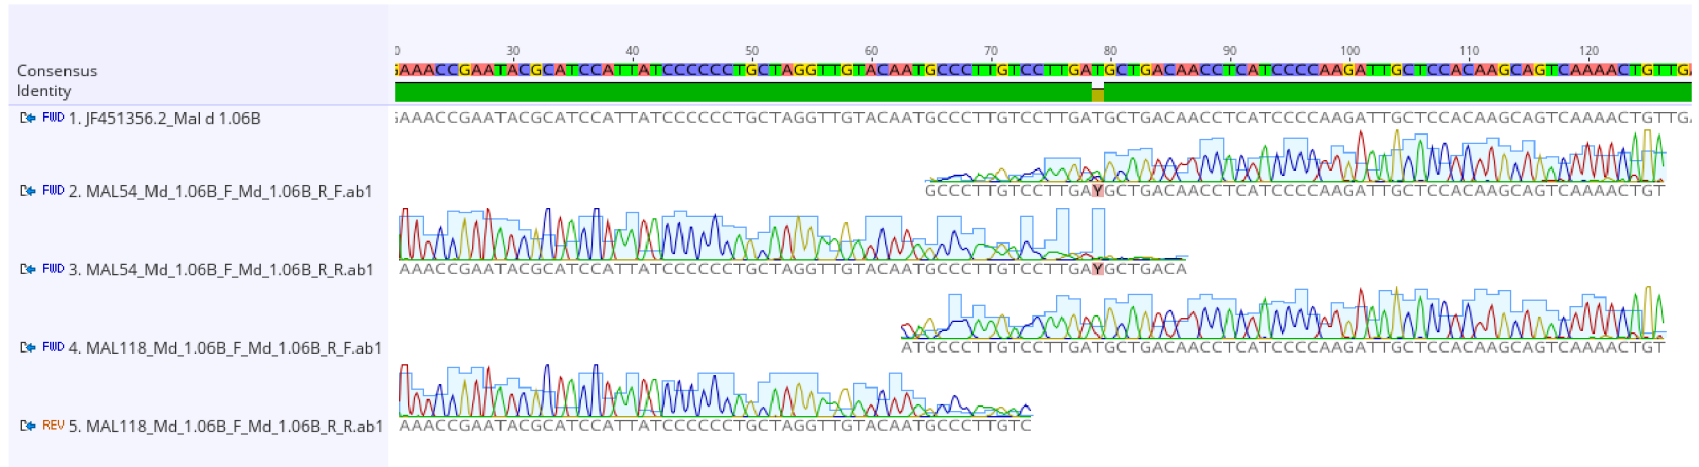 0 30 40 50 60 70 80 90 100 110 120
Consensus GAAACCGAATACGCATCCATTATCCCCCCTGCTAGGTTGTACAATGCCCTTGTCCTTGATGCTGACAACCTCATCCCCAAGATTGCTCCACAAGCAGTCAAAACTGTTG
Identity
FWD 1. JF451356.2_Mal d 1.06B GAAACCGAATACGCATCCATTATCCCCCCTGCTAGGTTGTACAATGCCCTTGTCCTTGATGCTGACAACCTCATCCCCAAGATTGCTCCACAAGCAGTCAAAACTGTTG
FWD 2. MAL54_Md_1.06B_F_Md_1.06B_R_F.ab1 GCCCTTGTCCTTGAYGCTGACAACCTCATCCCCAAGATTGCTCCACAAGCAGTCAAAACTGT
FWD 3. MAL54_Md_1.06B_F_Md_1.06B_R_R.ab1 AAACCGAATACGCATCCATTATCCCCCCTGCTAGGTTGTACAATGCCCTTGTCCTTGAYGCTGACA
FWD 4. MAL118_Md_1.06B_F_Md_1.06B_R_F.ab1 ATGCCCTTGTCCTTGATGCTGACAACCTCATCCCCAAGATTGCTCCACAAGCAGTCAAAACTGT
REV 5. MAL118_Md_1.06B_F_Md_1.06B_R_R.ab1 AAACCGAATACGCATCCATTATCCCCCCTGCTAGGTTGTACAATGCCCTTGTC